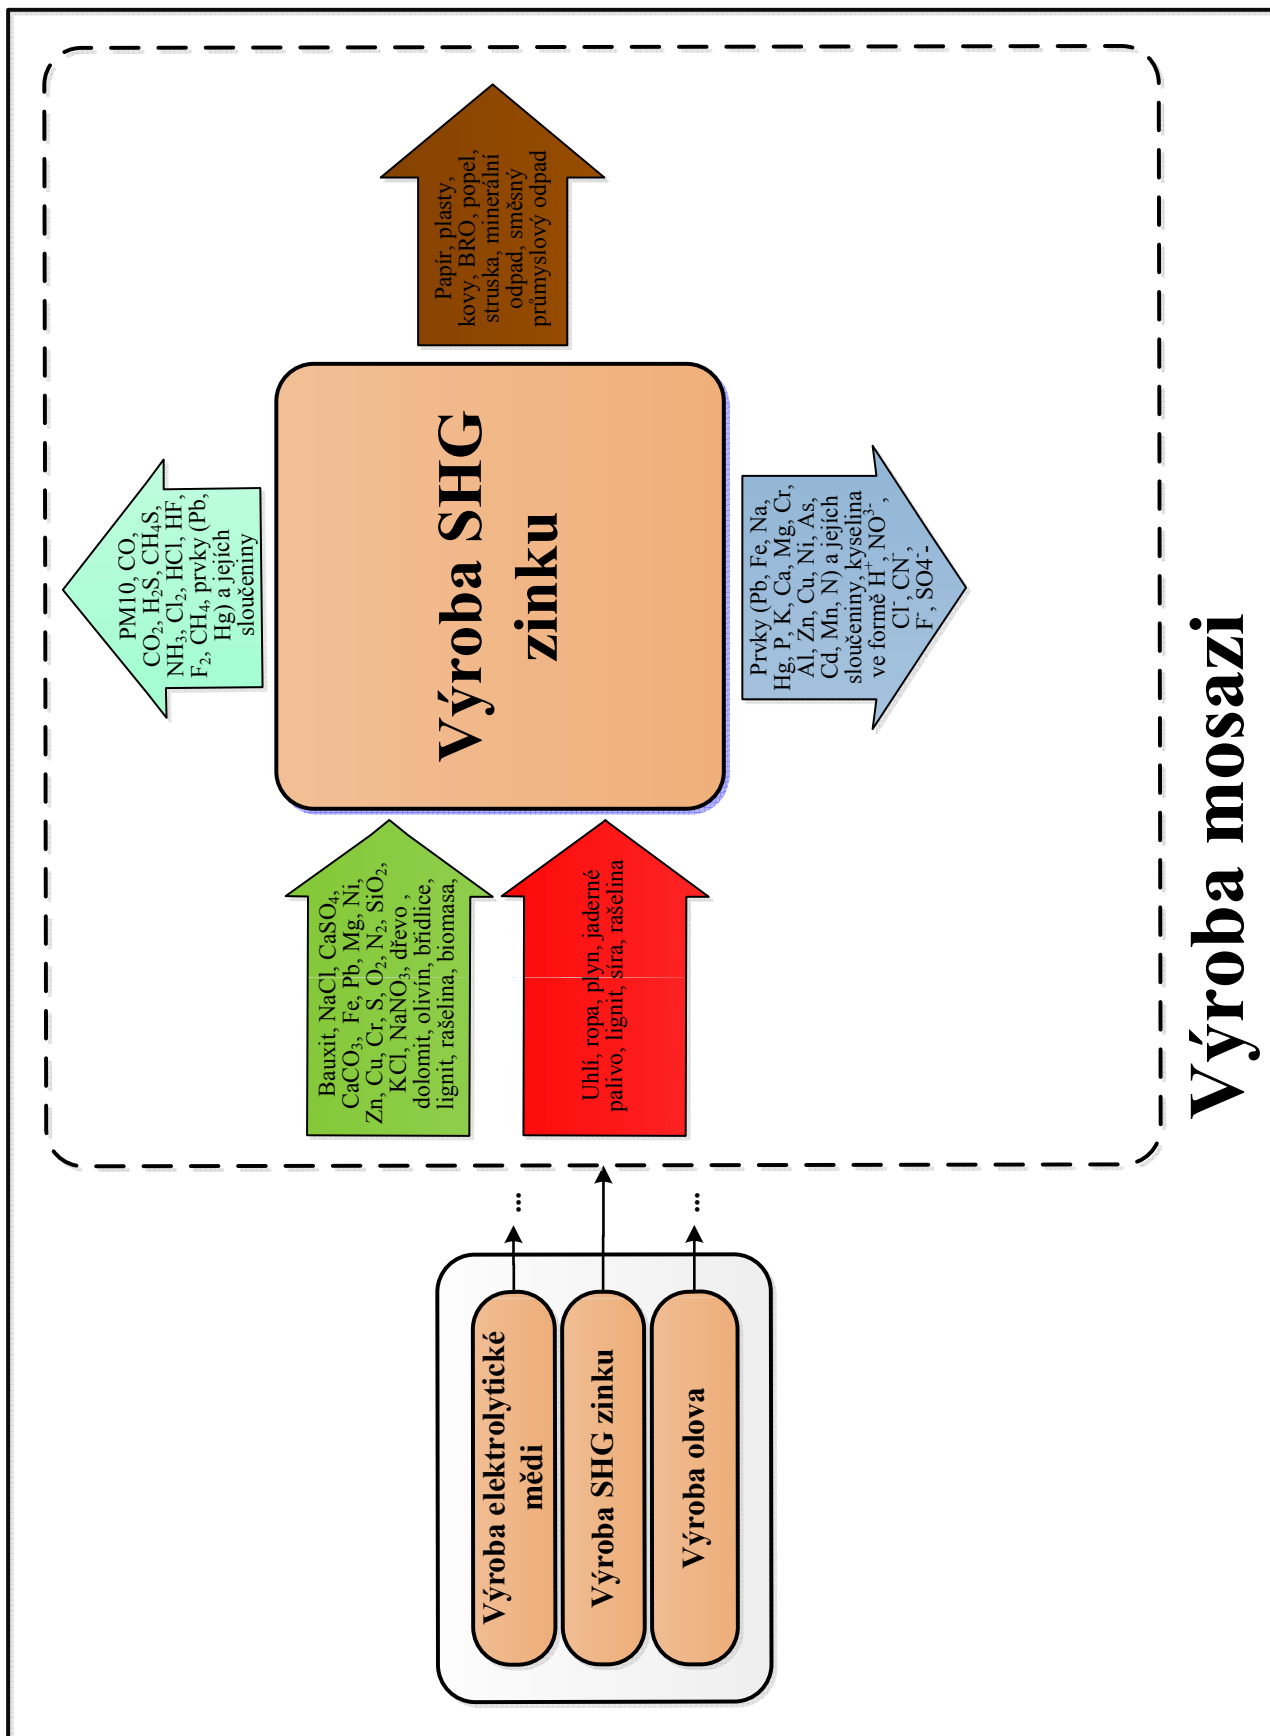 Výroba mosazi
Výroba elektrolytické
mědi
Výroba SHG zinku
Výroba olova
...
...
Bauxit, NaCl, CaSO₄,
CaCO₃, Fe, Pb, Mg, Ni,
Zn, Cu, Cr, S, O₂, N₂, SiO₂,
KCl, NaNO₃, dřevo ,
dolomit, olivín, břidlice,
lignit, rašelina, biomasa,
Uhlí, ropa, plyn, jaderné
palivo, lignit, síra, rašelina
Výroba SHG
zinku
PM10, CO,
CO₂, H₂S, CH₄S,
NH₃, Cl₂, HCl, HF,
F₂, CH₄, prvky (Pb,
Hg) a jejích
sloučeniny
Papír, plasty,
kovy, BRO, popel,
struska, minerální
odpad, směsný
průmyslový odpad
Prvky (Pb, Fe, Na,
Hg, P, K, Ca, Mg, Cr,
Al, Zn, Cu, Ni, As,
Cd, Mn, N) a jejích
sloučeniny, kyselina
ve formě H⁺, NO³⁻,
Cl⁻, CN⁻,
F⁻, SO4⁻-